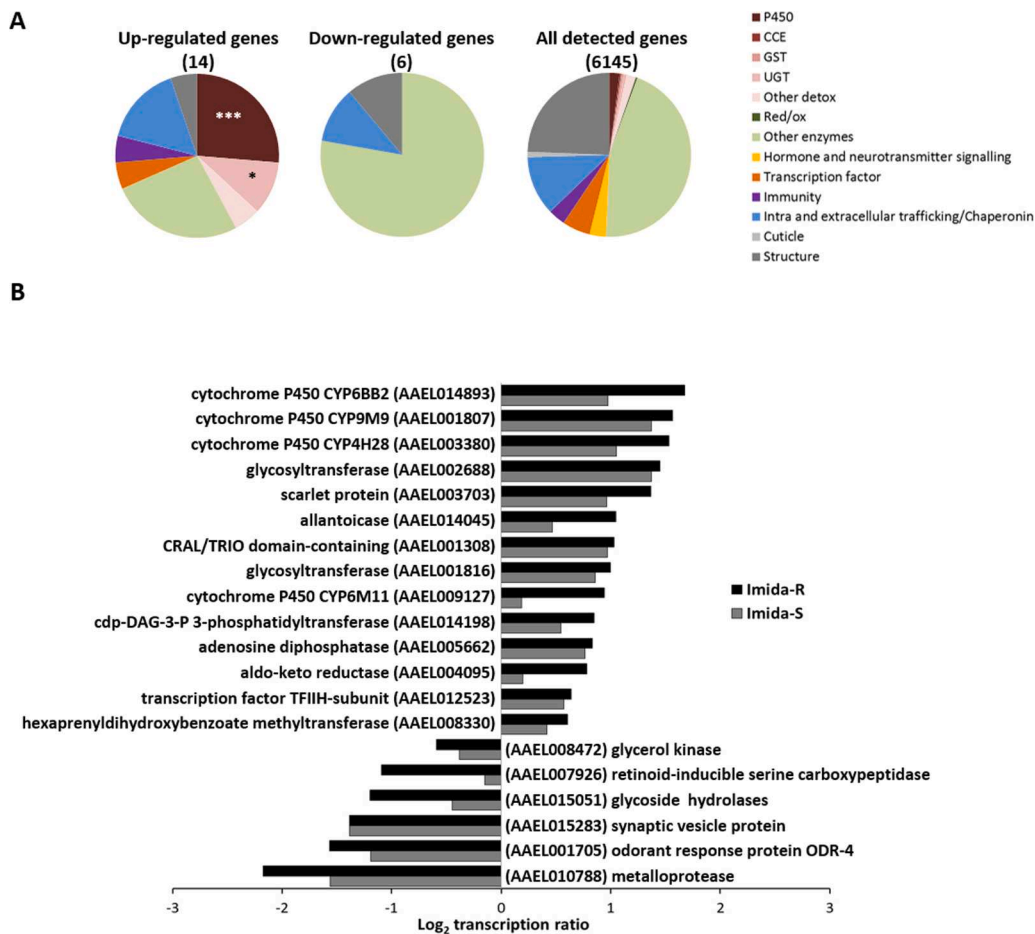 A
Up-regulated genes
(14)
***
*
Down-regulated genes
(6)
All detected genes
(6145)
P450
CCE
GST
UGT
Other detox
Red/ox
Other enzymes
Hormone and neurotransmitter signalling
Transcription factor
Immunity
Intra and extracellular trafficking/Chaperonin
Cuticle
Structure
B
cytochrome P450 CYP6BB2 (AAEL014893)
cytochrome P450 CYP9M9 (AAEL001807)
cytochrome P450 CYP4H28 (AAEL003380)
glycosyltransferase (AAEL002688)
scarlet protein (AAEL003703)
allantoicase (AAEL014045)
CRAL/TRIO domain-containing (AAEL001308)
glycosyltransferase (AAEL001816)
cytochrome P450 CYP6M11 (AAEL009127)
cdp-DAG-3-P 3-phosphatidyltransferase (AAEL014198)
adenosine diphosphatase (AAEL005662)
aldo-keto reductase (AAEL004095)
transcription factor TFIIH-subunit (AAEL012523)
hexaprenyldihydroxybenzoate methyltransferase (AAEL008330)
(AAEL008472) glycerol kinase
(AAEL007926) retinoid-inducible serine carboxypeptidase
(AAEL015051) glycoside hydrolases
(AAEL015283) synaptic vesicle protein
(AAEL001705) odorant response protein ODR-4
(AAEL010788) metalloprotease
Imida-R
Imida-S
-3 -2 -1 0 1 2 3
Log2 transcription ratio